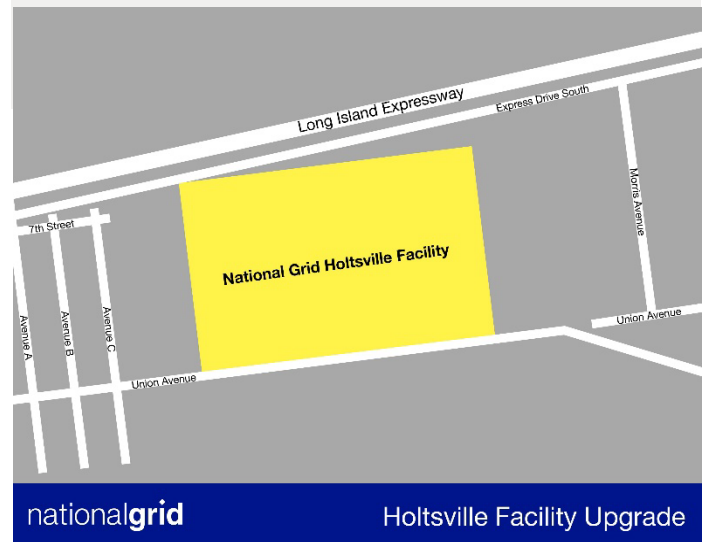 Long Island Expressway
Express Drive South
7th Street
Morris Avenue
National Grid Holtsville Facility
Avenue A
Avenue B
Avenue C
Union Avenue
Union Avenue
nationalgrid
Holtsville Facility Upgrade